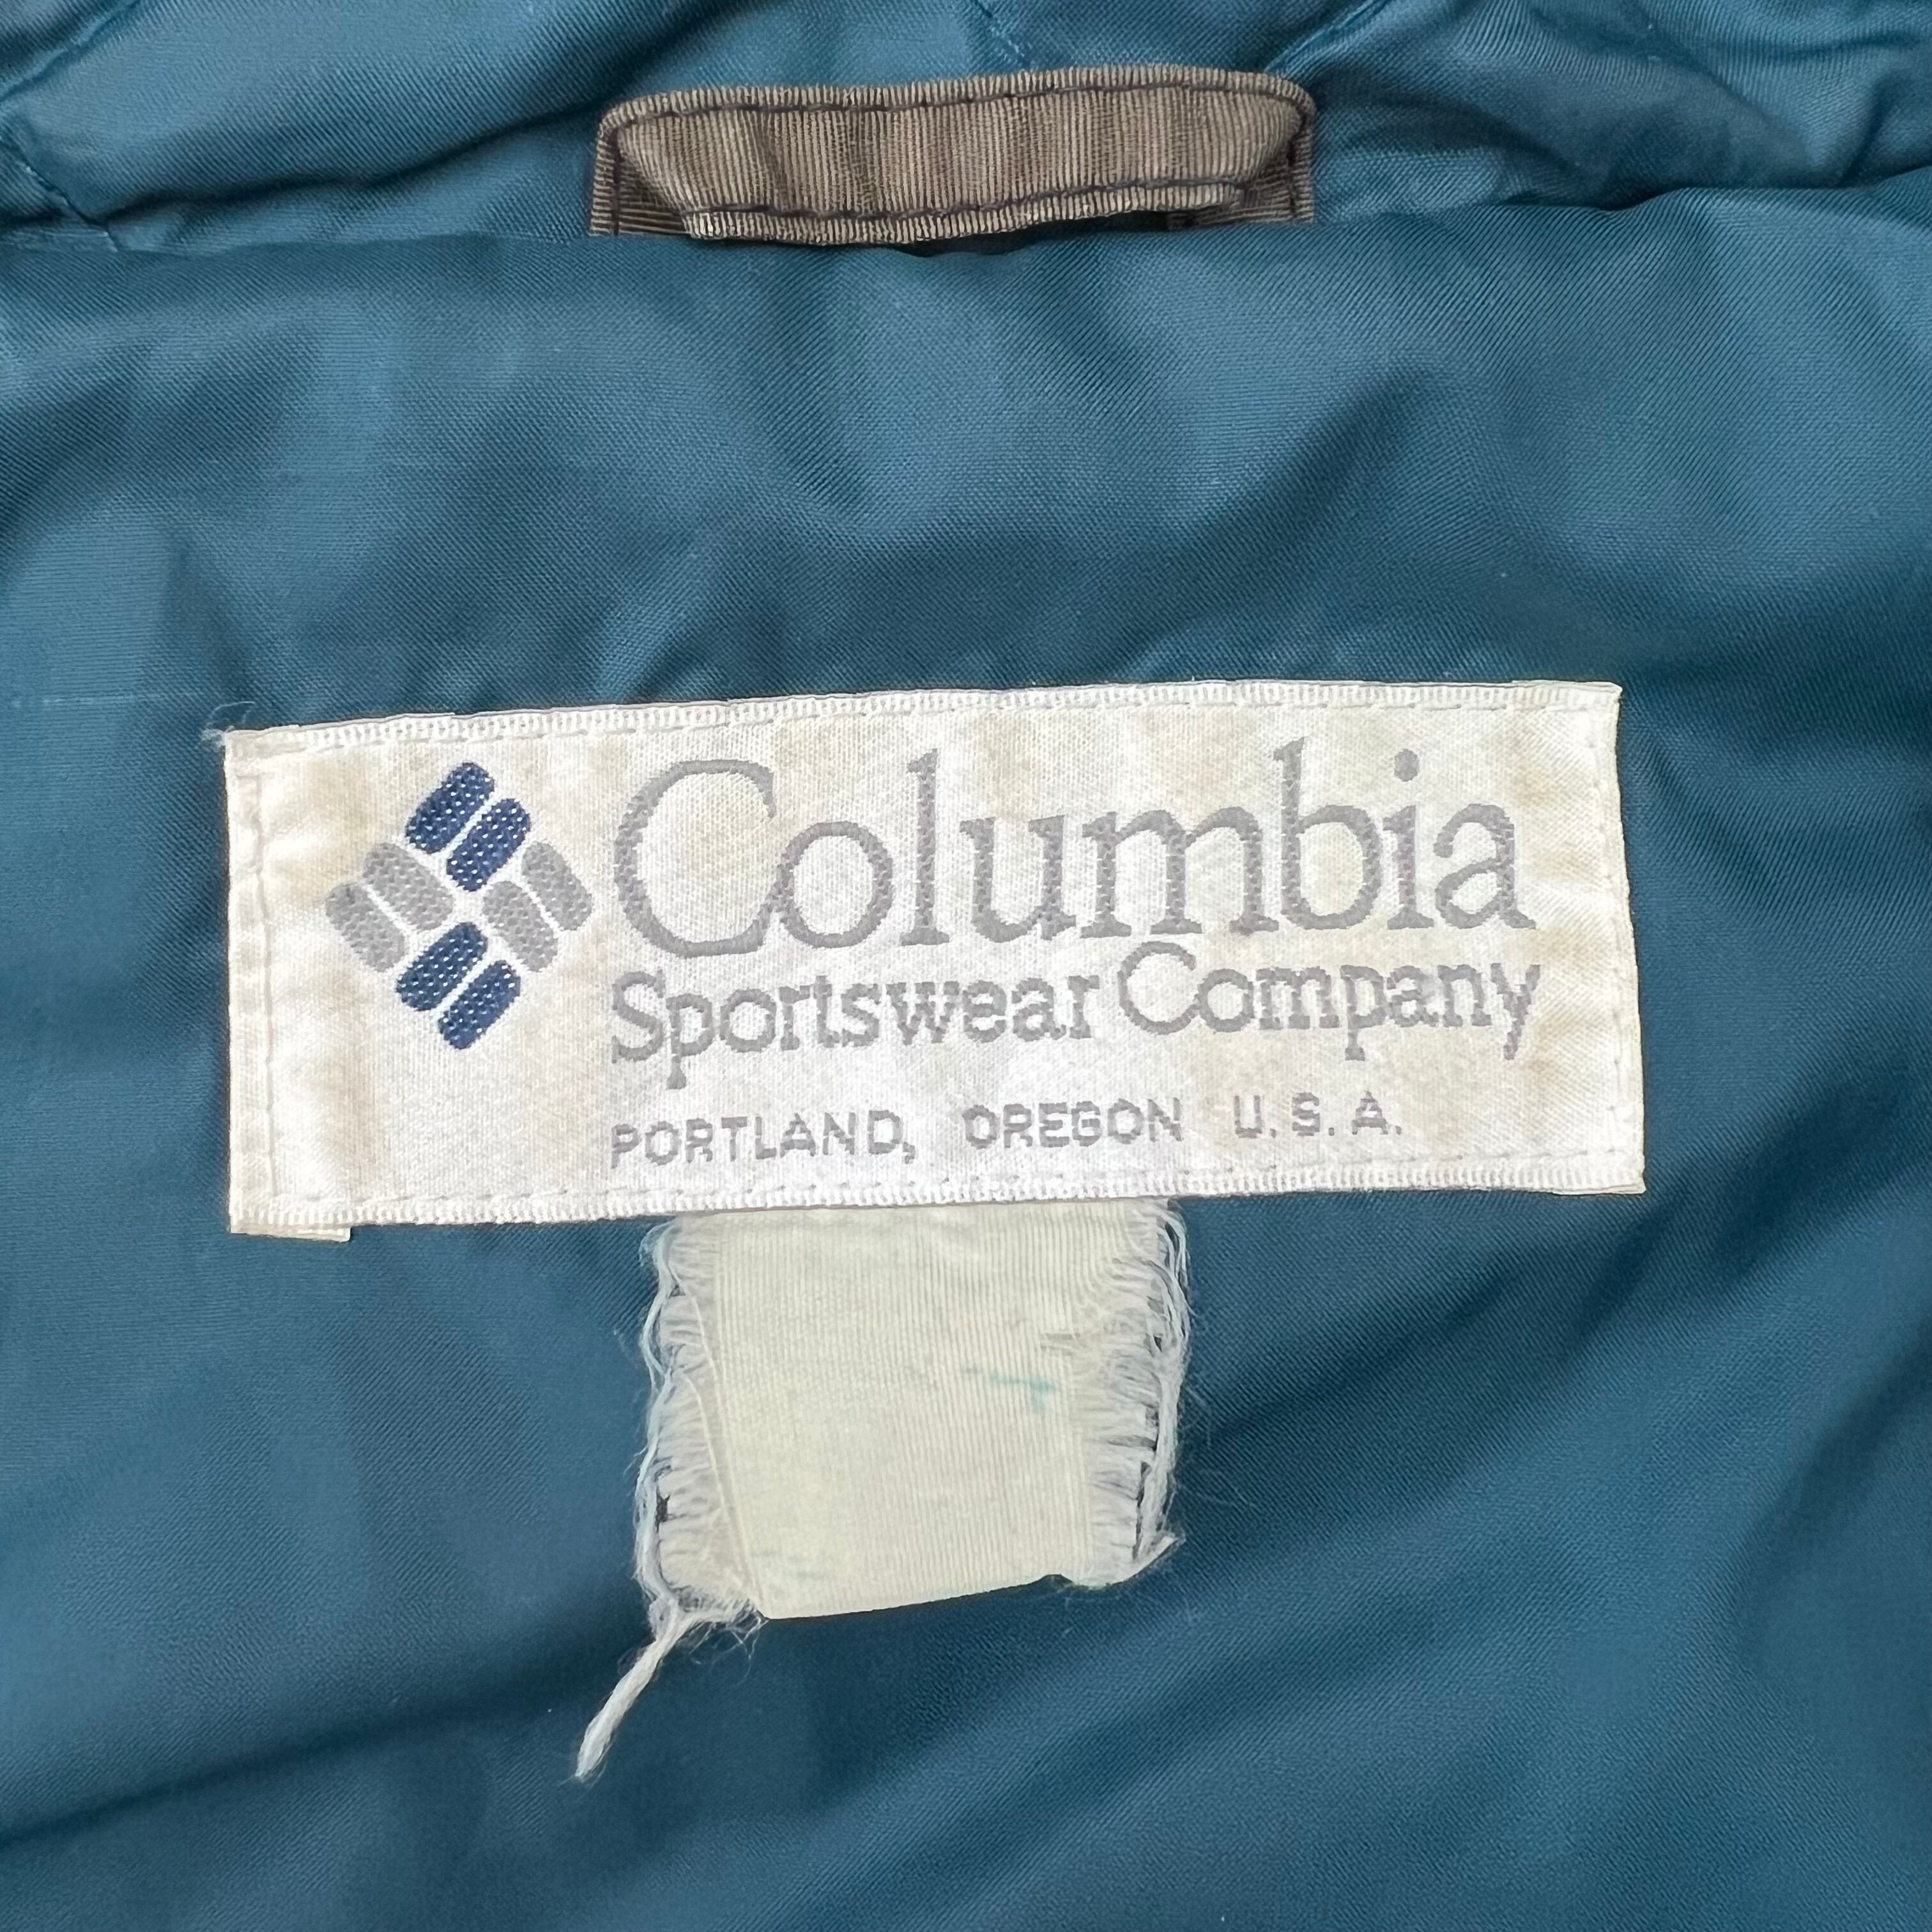 Columbia
Sportswear Company
PORTLAND, OREGON U.S.A.